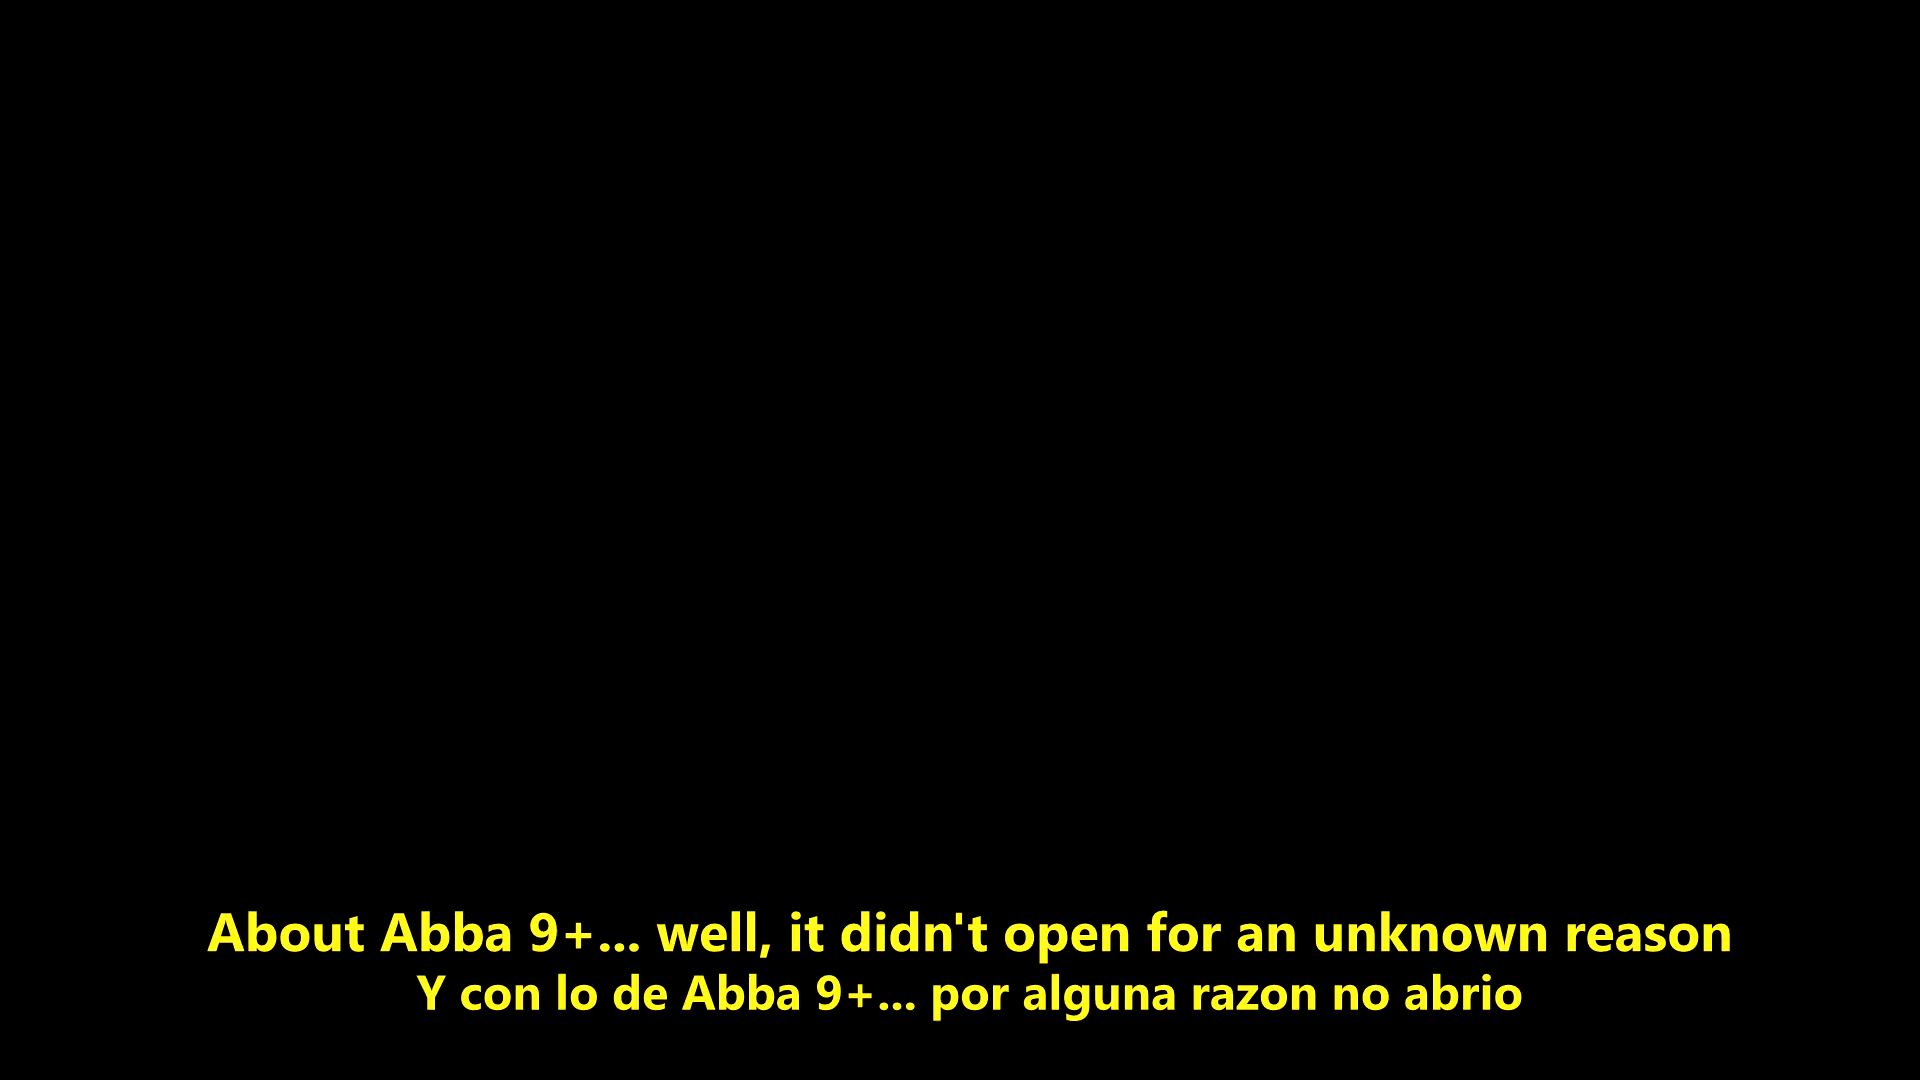 About Abba 9+... well, it didn't open for an unknown reason
Y con lo de Abba 9+... por alguna razon no abrio